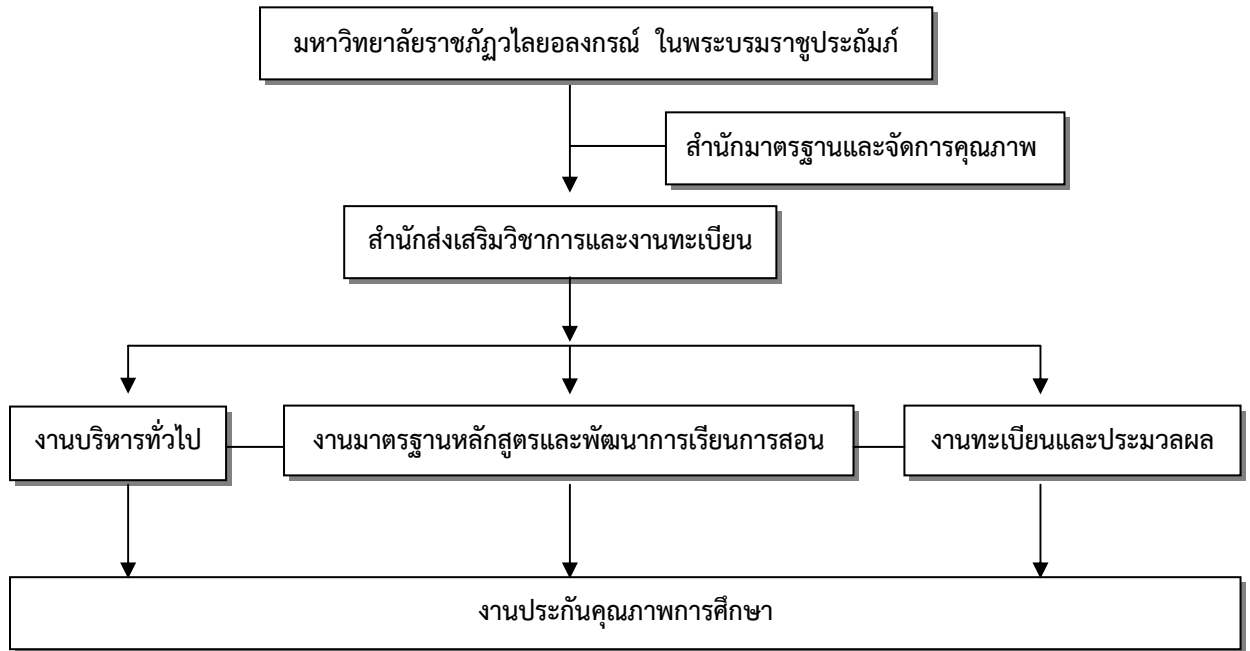 มหาวิทยาลัยราชภัฏวไลยอลงกรณ์ ในพระบรมราชูประถัมภ์
สำนักมาตรฐานและจัดการคุณภาพ
สำนักส่งเสริมวิชาการและงานทะเบียน
งานบริหารทั่วไป
งานมาตรฐานหลักสูตรและพัฒนาการเรียนการสอน
งานทะเบียนและประมวลผล
งานประกันคุณภาพการศึกษา